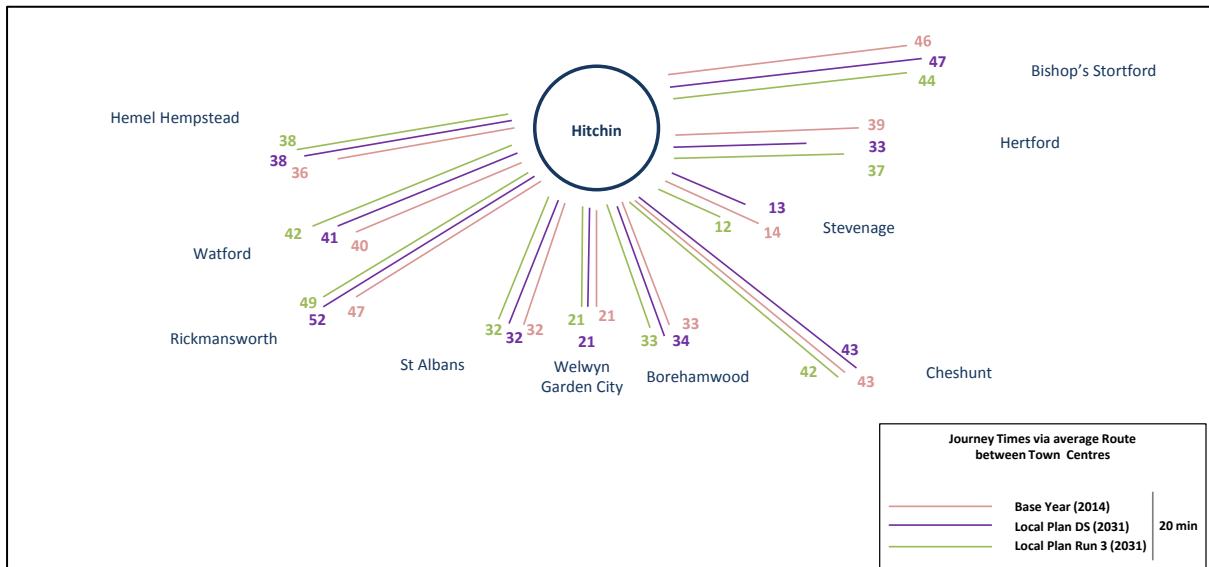 46
47
44
Bishop's Stortford
Hemel Hempstead
38
38
36
Hitchin
39
33
37
Hertford
13
12
14
Stevenage
42
41
40
Watford
49
52
47
Rickmansworth
32
32
32
St Albans
21
21
21
Welwyn
Garden City
33
33
34
Borehamwood
43
42
43
Cheshunt
Journey Times via average Route
between Town Centres
Base Year (2014)
Local Plan DS (2031)
20 min
Local Plan Run 3 (2031)